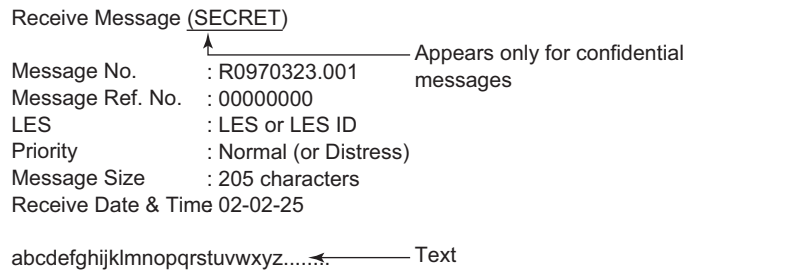 Receive Message (SECRET)
Appears only for confidential
messages
Message No. : R0970323.001
Message Ref. No. : 00000000
LES : LES or LES ID
Priority : Normal (or Distress)
Message Size : 205 characters
Receive Date & Time 02-02-25
abcdefghijklmnopqrstuvwxyz........
Text